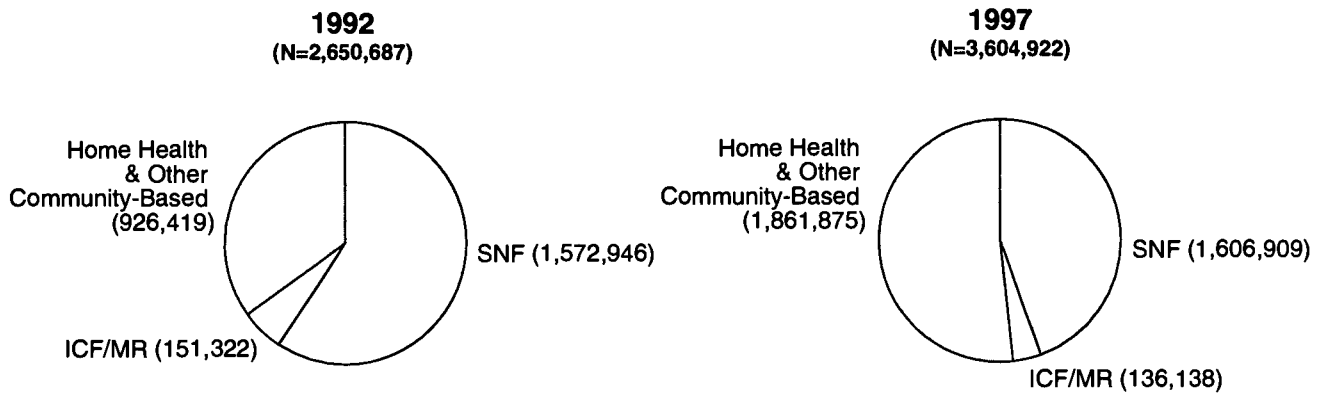 1992
(N=2,650,687)
Home Health
& Other
Community-Based
(926,419)
SNF (1,572,946)
ICF/MR (151,322)
1997
(N=3,604,922)
Home Health
& Other
Community-Based
(1,861,875)
SNF (1,606,909)
ICF/MR (136,138)